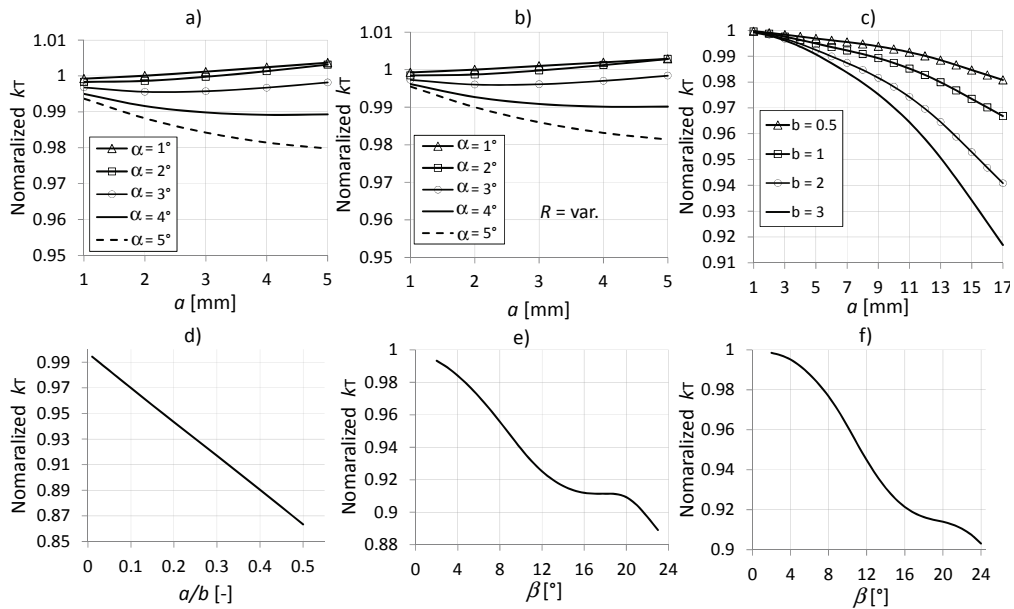 a)
Nomaralized kT
1.01
1
0.99
0.98
0.97
0.96
0.95
α = 1°
α = 2°
α = 3°
α = 4°
α = 5°
1 2 3 4 5
a [mm]
b)
Nomaralized kT
1.01
1
0.99
0.98
0.97
0.96
0.95
α = 1°
α = 2°
α = 3°
α = 4°
α = 5°
R = var.
1 2 3 4 5
a [mm]
c)
Nomaralized kT
1
0.99
0.98
0.97
0.96
0.95
0.94
0.93
0.92
0.91
b = 0.5
b = 1
b = 2
b = 3
1 3 5 7 9 11 13 15 17
a [mm]
d)
Nomaralized kT
0.99
0.97
0.95
0.93
0.91
0.89
0.87
0.85
0 0.1 0.2 0.3 0.4 0.5
a/b [-]
e)
Nomaralized kT
1
0.98
0.96
0.94
0.92
0.9
0.88
0 4 8 12 16 20 24
β [°]
f)
Nomaralized kT
1
0.98
0.96
0.94
0.92
0.9
0 4 8 12 16 20 24
β [°]